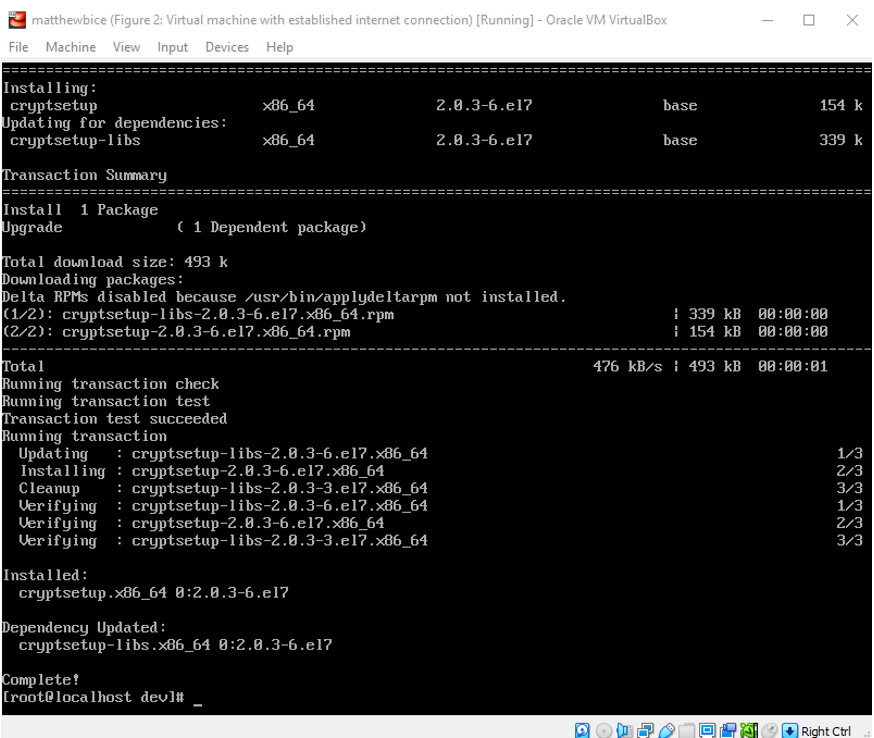 matthewbice (Figure 2: Virtual machine with established internet connection) [Running] - Oracle VM VirtualBox
File Machine View Input Devices Help
================================================================================
Installing:
cryptsetup x86_64 2.0.3-6.el7 base 154 k
Updating for dependencies:
cryptsetup-libs x86_64 2.0.3-6.el7 base 339 k
Transaction Summary
================================================================================
Install 1 Package
Upgrade ( 1 Dependent package)
Total download size: 493 k
Downloading packages:
Delta RPMs disabled because /usr/bin/applydeltarpm not installed.
(1/2): cryptsetup-libs-2.0.3-6.el7.x86_64.rpm | 339 kB 00:00:00
(2/2): cryptsetup-2.0.3-6.el7.x86_64.rpm | 154 kB 00:00:00
--------------------------------------------------------------------------------
Total 476 kB/s | 493 kB 00:00:01
Running transaction check
Running transaction test
Transaction test succeeded
Running transaction
Updating : cryptsetup-libs-2.0.3-6.el7.x86_64 1/3
Installing : cryptsetup-2.0.3-6.el7.x86_64 2/3
Cleanup : cryptsetup-libs-2.0.3-3.el7.x86_64 3/3
Verifying : cryptsetup-libs-2.0.3-6.el7.x86_64 1/3
Verifying : cryptsetup-2.0.3-6.el7.x86_64 2/3
Verifying : cryptsetup-libs-2.0.3-3.el7.x86_64 3/3
Installed:
cryptsetup.x86_64 0:2.0.3-6.el7
Dependency Updated:
cryptsetup-libs.x86_64 0:2.0.3-6.el7
Complete!
[root@localhost dev]# _
Right Ctrl